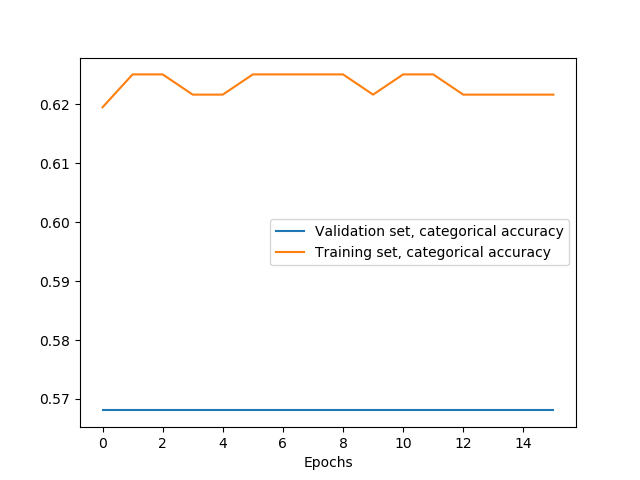 0.62
0.61
0.60
Validation set, categorical accuracy
Training set, categorical accuracy
0.59
0.58
0.57
0 2 4 6 8 10 12 14
Epochs